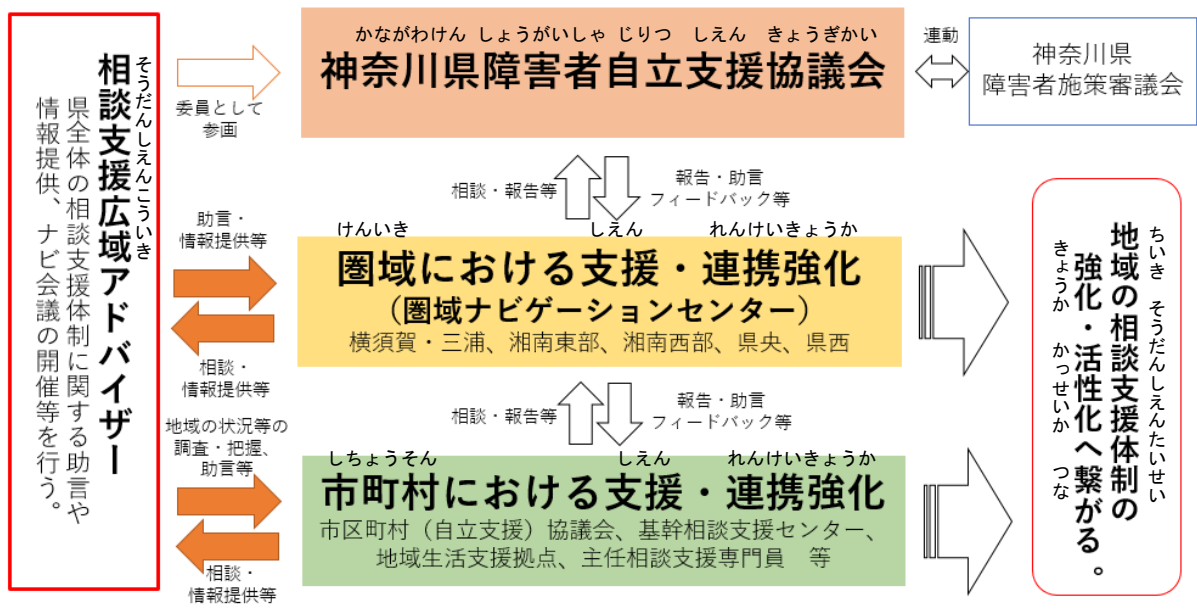 そうだんしえんこういき
相談支援広域アドバイザー
県全体の相談支援体制に関する助言や
情報提供、ナビ会議の開催等を行う。
委員として
参画
かながわけん しょうがいしゃ じりつ しえん きょうぎかい
神奈川県障害者自立支援協議会
連動
神奈川県
障害者施策審議会
相談・報告等
報告・助言
フィードバック等
助言・
情報提供等
相談・
情報提供等
けんいき しえん れんけいきょうか
圏域における支援・連携強化
（圏域ナビゲーションセンター）
横須賀・三浦、湘南東部、湘南西部、県央、県西
相談・報告等
報告・助言
フィードバック等
地域の状況等の
調査・把握、
助言等
相談・
情報提供等
しちょうそん しえん れんけいきょうか
市町村における支援・連携強化
市区町村（自立支援）協議会、基幹相談支援センター、
地域生活支援拠点、主任相談支援専門員　等
ちいき そうだんしえんたいせい
地域の相談支援体制の
きょうか かっせいか つな
強化・活性化へ繋がる。